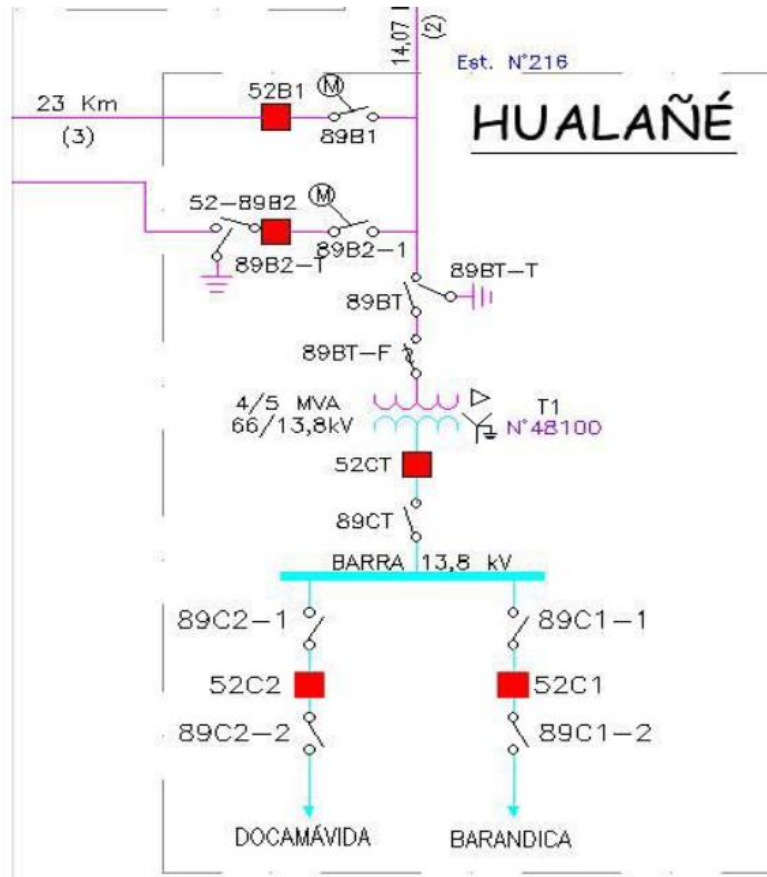 14,07
(2)
Est. N°216
HUALAÑÉ
23 Km
(3)
52B1
M
89B1
52-89B2
M
89B2-1
89B2-T
89BT-T
89BT
89BT-F
4/5 MVA
66/13,8kV
T1
N°48100
52CT
89CT
BARRA 13,8 kV
89C2-1
89C1-1
52C2
52C1
89C2-2
89C1-2
DOCAMÁVIDA
BARANDICA